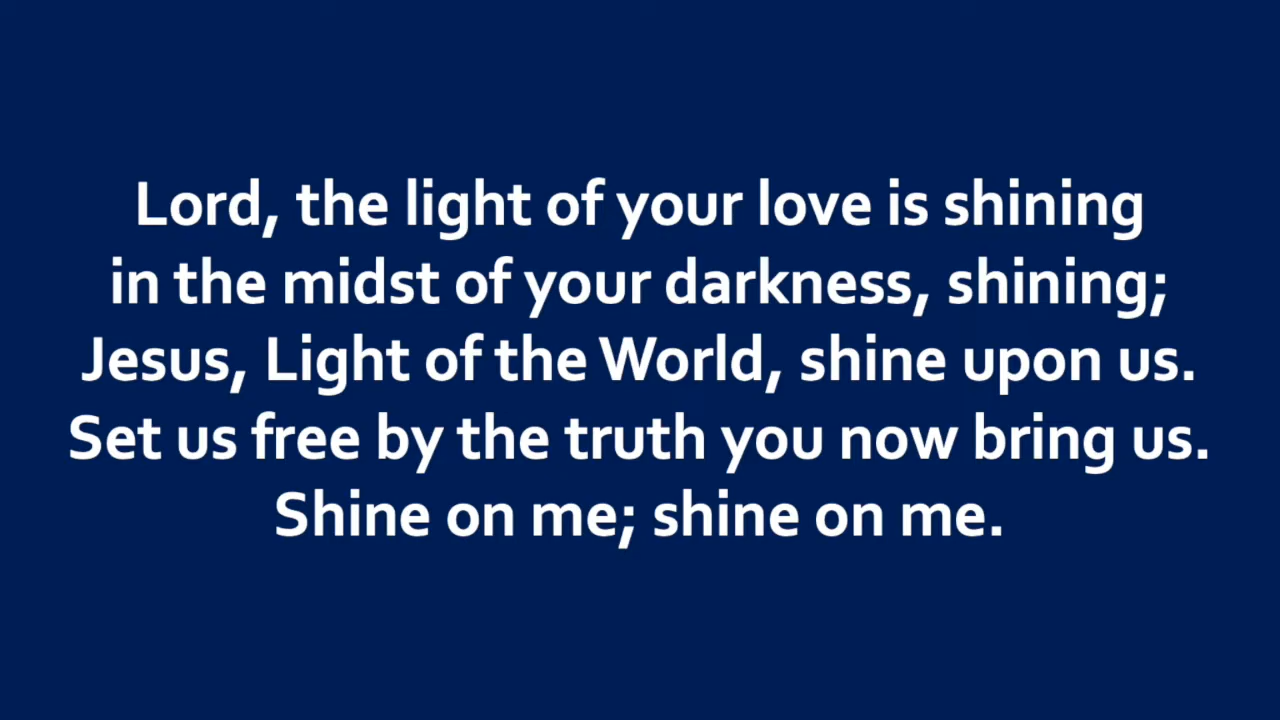 Lord, the light of your love is shining
in the midst of your darkness, shining;
Jesus, Light of the World, shine upon us.
Set us free by the truth you now bring us.
Shine on me; shine on me.